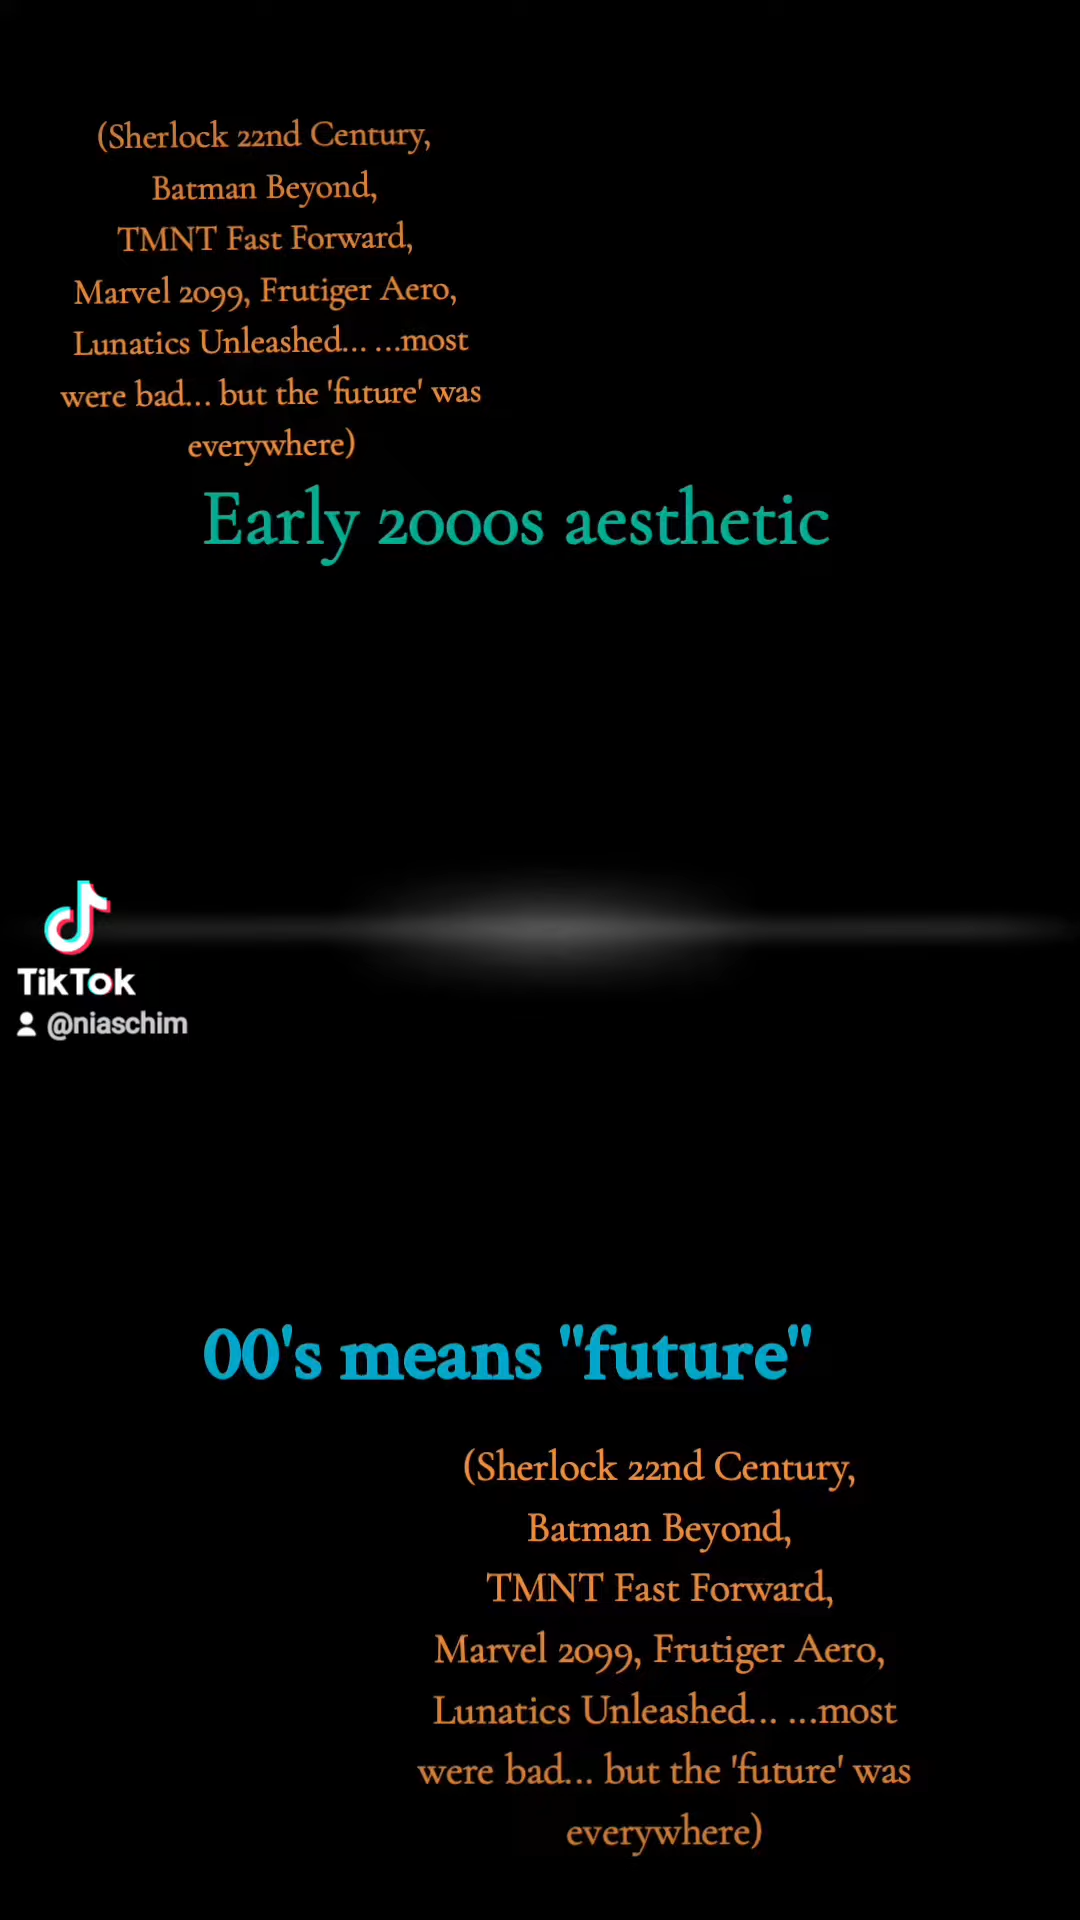 (Sherlock 22nd Century,
Batman Beyond,
TMNT Fast Forward,
Marvel 2099, Frutiger Aero,
Lunatics Unleashed... ...most
were bad... but the 'future' was
everywhere)
Early 2000s aesthetic
TikTok
@niaschim
00's means "future"
(Sherlock 22nd Century,
Batman Beyond,
TMNT Fast Forward,
Marvel 2099, Frutiger Aero,
Lunatics Unleashed... ...most
were bad... but the 'future' was
everywhere)